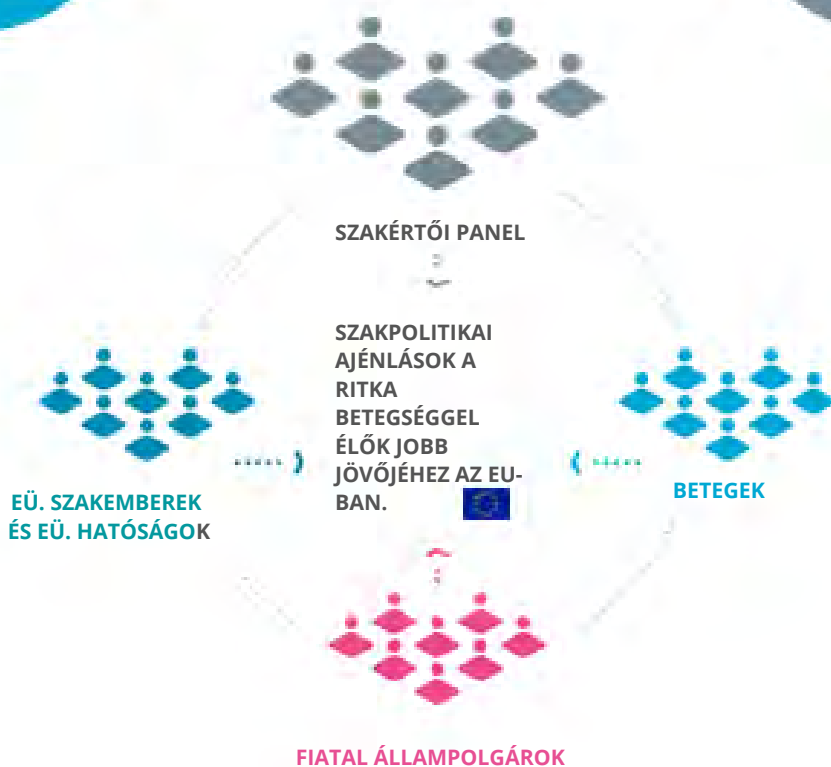 SZAKÉRTŐI PANEL
SZAKPOLITIKAI
AJÉNLÁSOK A
RITKA
BETEGSÉGGEL
ÉLŐK JOBB
JÖVŐJÉHEZ AZ EU-
BAN.
EÜ. SZAKEMBEREK
ÉS EÜ. HATÓSÁGOK
BETEGEK
FIATAL ÁLLAMPOLGÁROK